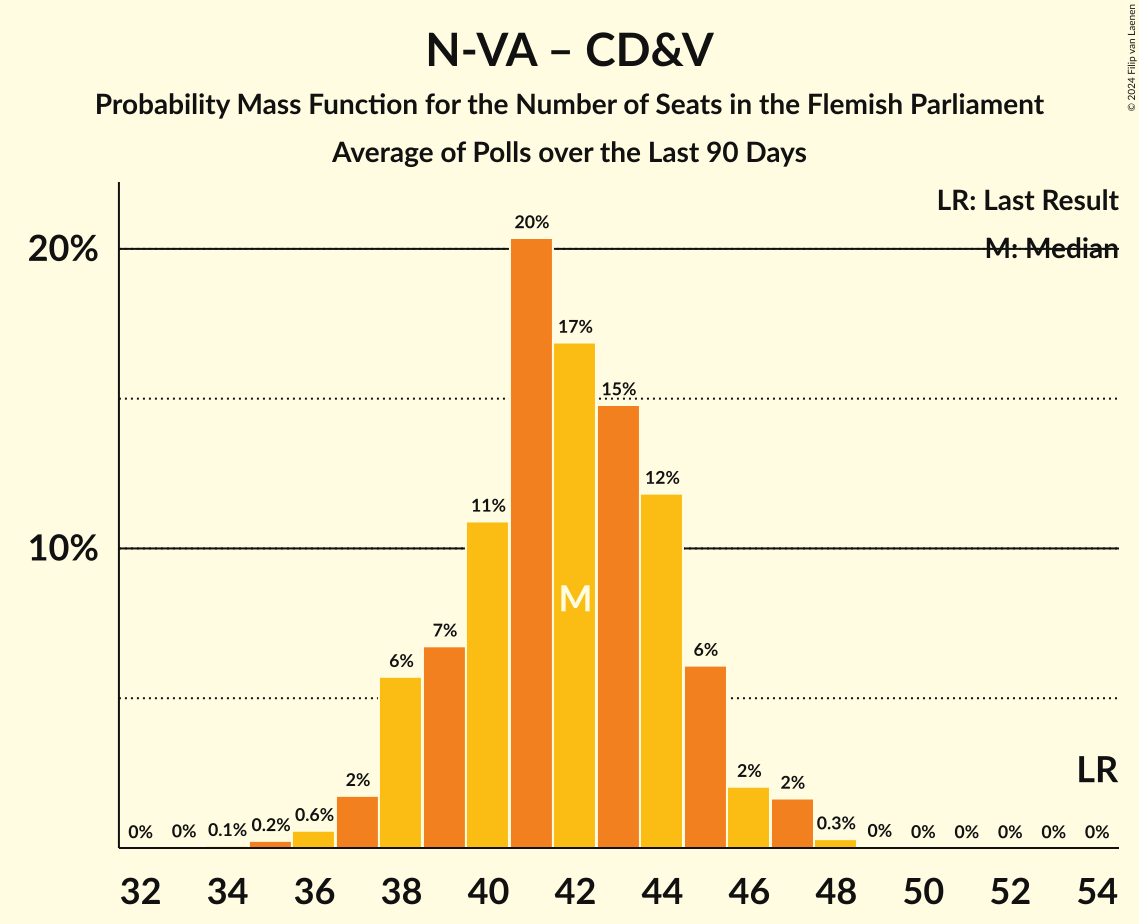 N-VA – CD&V
Probability Mass Function for the Number of Seats in the Flemish Parliament
Average of Polls over the Last 90 Days
© 2024 Filip van Laenen
LR: Last Result
M: Median
20%
10%
0% 0% 0.1% 0.2% 0.6% 2% 6% 7% 11% 20% 17% 15% 12% 6% 2% 2% 0.3% 0% 0% 0% 0% 0% 0%
M
LR
32 34 36 38 40 42 44 46 48 50 52 54